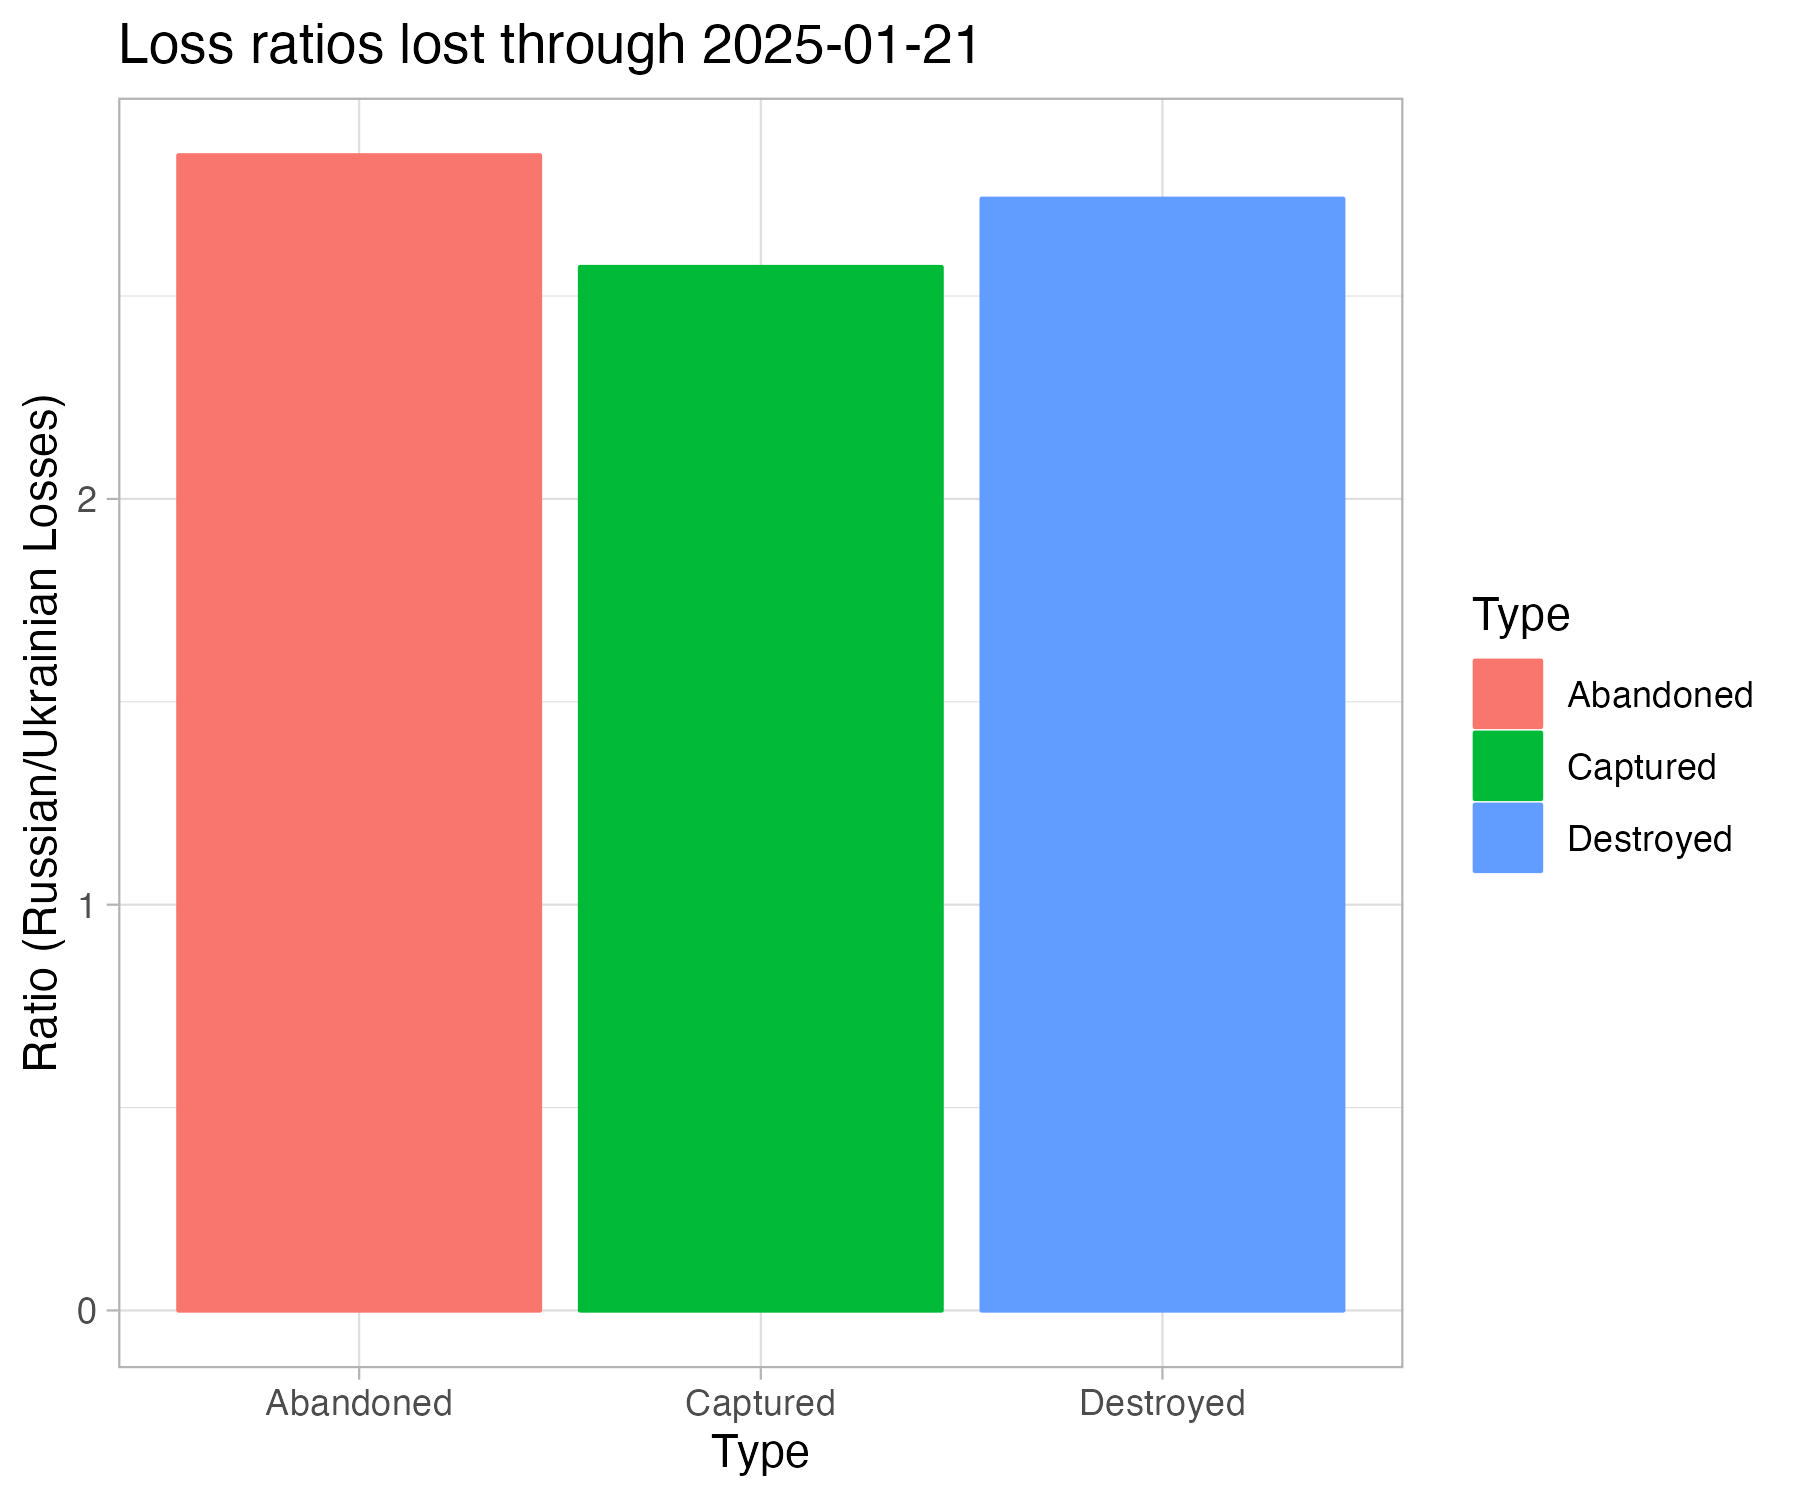 Loss ratios lost through 2025-01-21
Ratio (Russian/Ukrainian Losses)
2
1
0
Abandoned
Captured
Destroyed
Type
Type
Abandoned
Captured
Destroyed